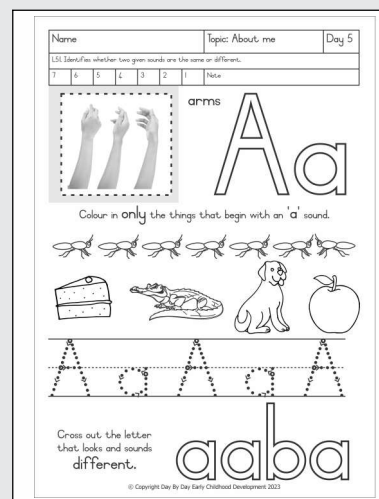 Name Topic: About me Day 5
L51. Identifies whether two given sounds are the same or different.
7 6 5 4 3 2 1 Note
arms
Aa
Colour in only the things that begin with an 'a' sound.
A a A a A
Cross out the letter
that looks and sounds
different.
aaba
© Copyright Day By Day Early Childhood Development 2023